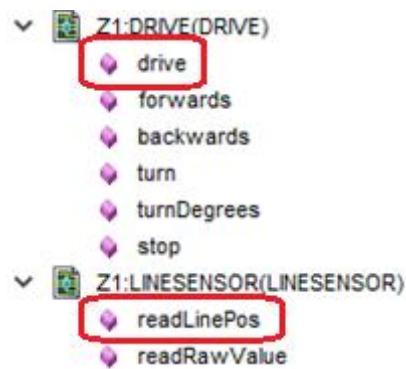 Z1:DRIVE(DRIVE)
drive
forwards
backwards
turn
turnDegrees
stop
Z1:LINESENSOR(LINESENSOR)
readLinePos
readRawValue